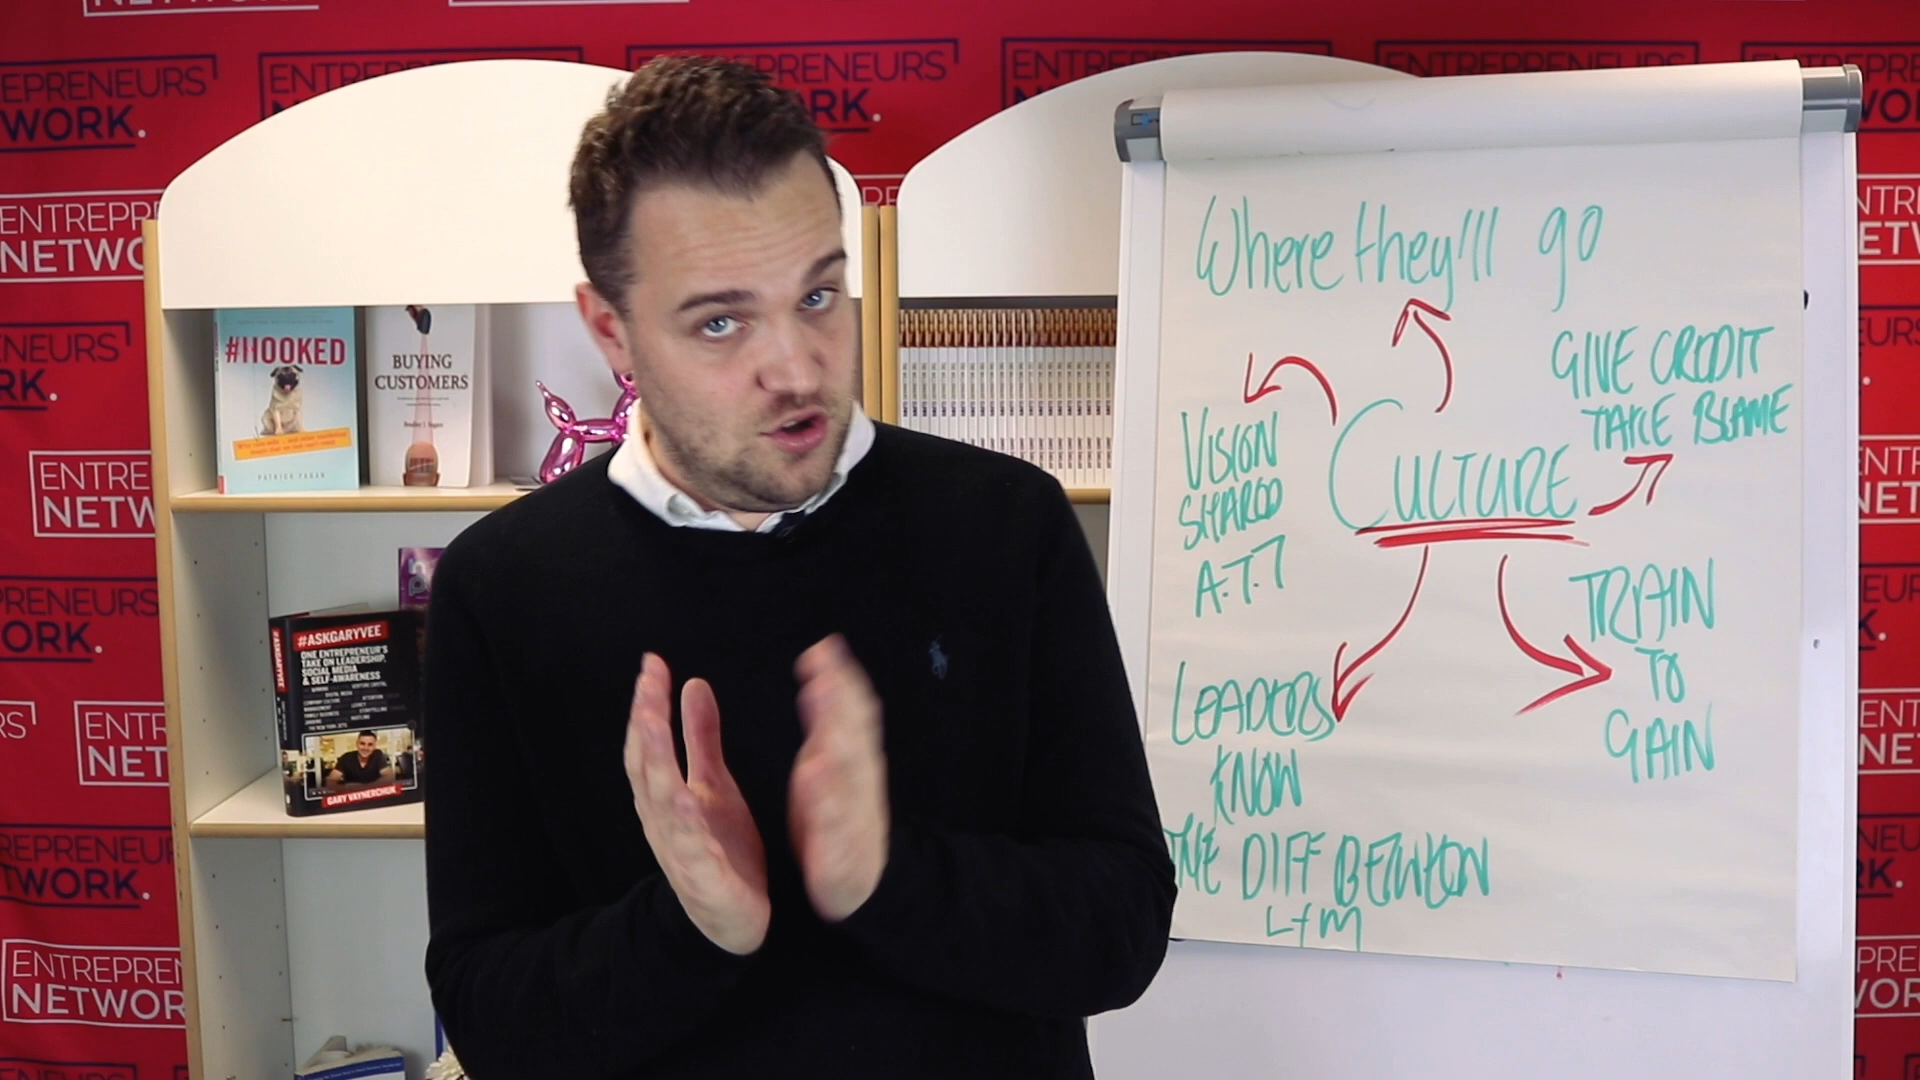 ENTREPRENEURS
NETWORK.
#HOOKED
PATRICK FAGAN
BUYING
CUSTOMERS
#ASKGARYVEE
ONE ENTREPRENEUR'S
TAKE ON LEADERSHIP,
SOCIAL MEDIA
& SELF-AWARENESS
GARY VAYNERCHUK
Where they'll go
GIVE CREDIT
TAKE BLAME
VISION
SHARED
A.T.T
CULTURE
TRAIN
TO
GAIN
LEADERS
KNOW
THE DIFF BETWEEN
L + M